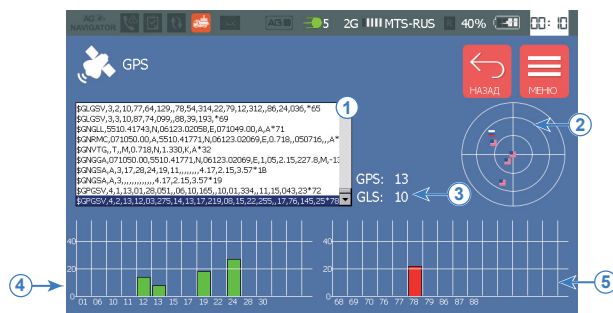 AG
NAVIGATOR
AG
5
2G
MTS-RUS
40%
00:10
GPS
НАЗАД
МЕНЮ
$GLGSV,3,2,10,77,64,129,,78,54,314,22,79,12,312,,86,24,036,*65
$GLGSV,3,3,10,87,74,099,,88,39,193,*69
$GNGLL,5510.41743,N,06123.02058,E,071049.00,A,A*71
$GNRMC,071050.00,A,5510.41771,N,06123.02069,E,0.718,,050716,,,A*
$GNVTG,,T,,M,0.718,N,1.330,K,A*32
$GNGGA,071050.00,5510.41771,N,06123.02069,E,1,05,2.15,227.8,M,-13
$GNGSA,A,3,17,28,24,19,11,,,,,,,,4.17,2.15,3.57*1B
$GNGSA,A,3,,,,,,,,,,,,,4.17,2.15,3.57*19
$GPGSV,4,1,13,01,28,051,,06,10,165,,10,01,334,,11,15,043,23*72
$GPGSV,4,2,13,12,03,275,14,13,17,219,08,15,22,255,,17,76,145,25*78
1
2
GPS: 13
GLS: 10
3
40
20
0
01 06 10 11 12 13 15 17 19 22 24 28 30
4
40
20
0
68 69 70 76 77 78 79 86 87 88
5